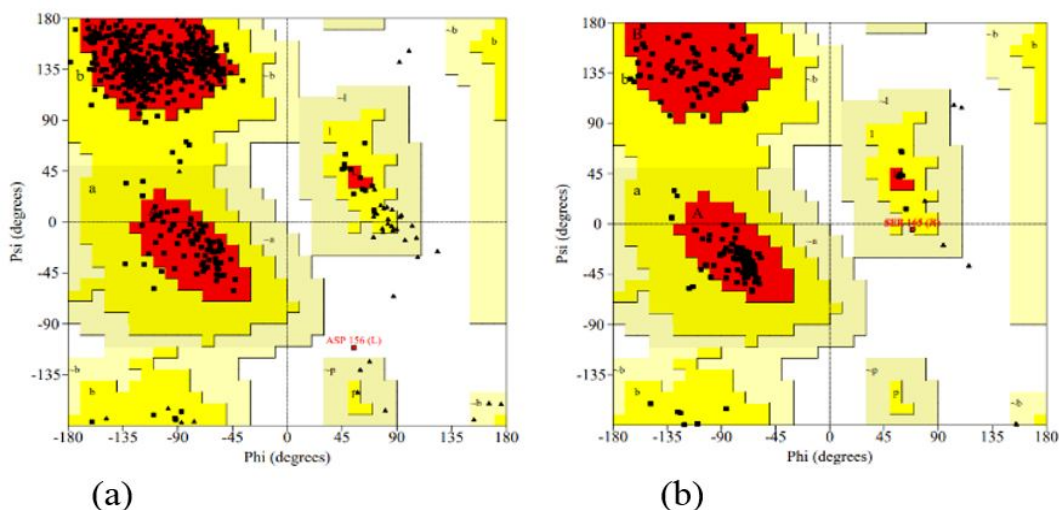 180
135
90
45
0
-45
-90
-135
Psi (degrees)
-180
-135
-90
-45
0
45
90
135
180
Phi (degrees)
b
~b
~b
b
~l
l
a
~a
ASP 156 (L)
~b
b
~p
p
~b
(a)
180
135
90
45
0
-45
-90
-135
Psi (degrees)
-180
-135
-90
-45
0
45
90
135
180
Phi (degrees)
B
b
~b
~b
b
~l
l
a
A
~a
SER 165 (R)
~b
b
~p
p
~b
(b)